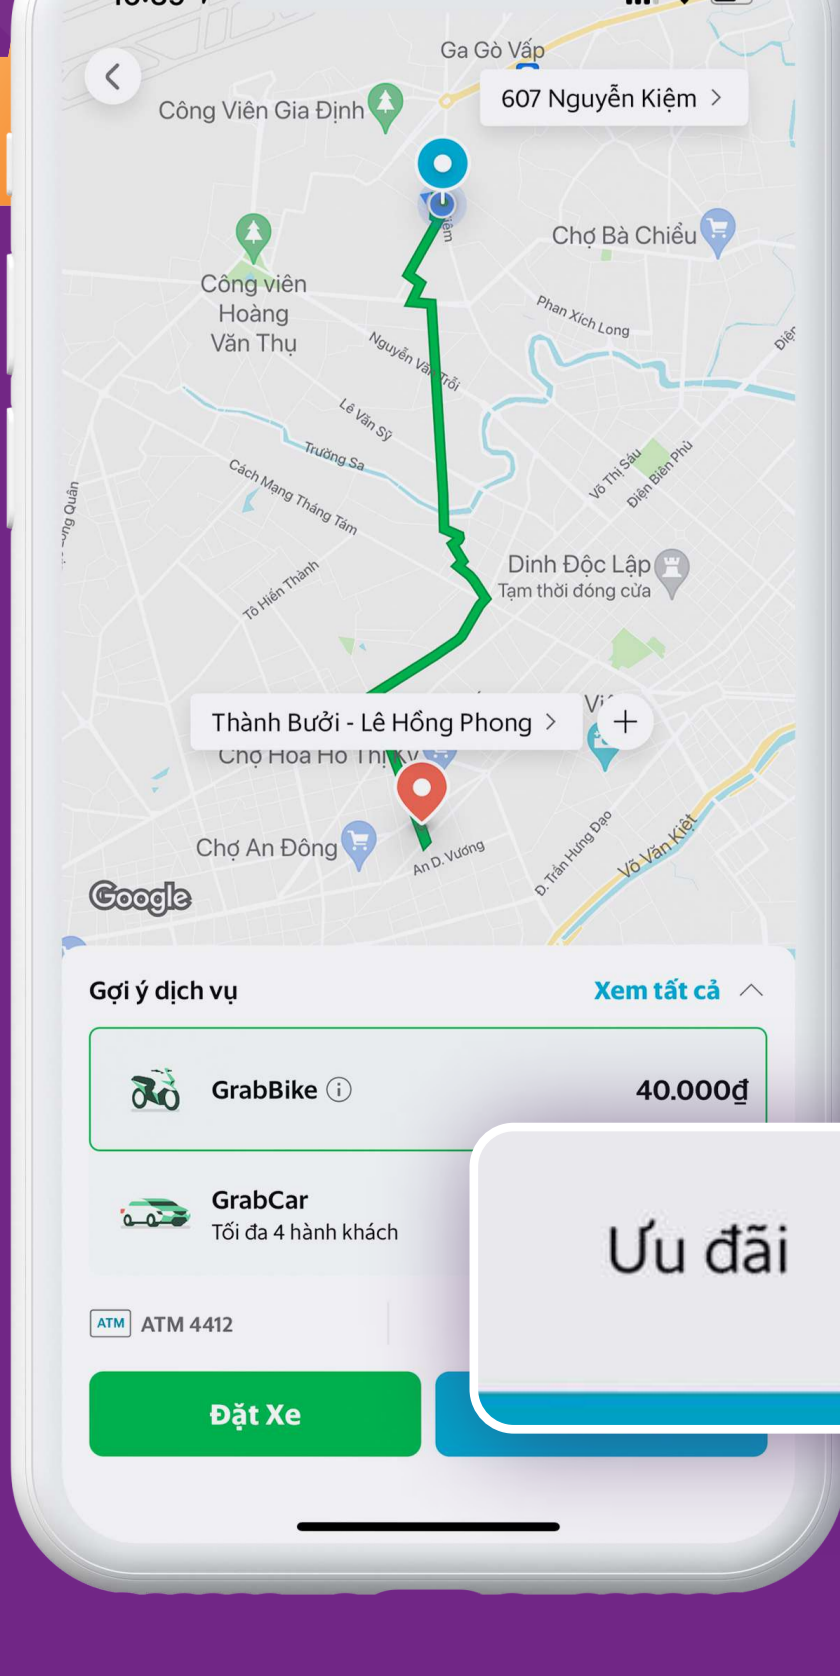 Ga Gò Vấp
607 Nguyễn Kiệm >
Công Viên Gia Định
Chợ Bà Chiểu
Công viên
Hoàng
Văn Thụ
Phan Xích Long
Nguyễn Văn Trỗi
Lê Văn Sỹ
Trường Sa
Võ Thị Sáu
Điện Biên Phủ
Cách Mạng Tháng Tám
Dinh Độc Lập
Tạm thời đóng cửa
Tô Hiến Thành
Thành Bưởi - Lê Hồng Phong >
Chợ An Đông
An D. Vương
D. Trần Hưng Đạo
Võ Văn Kiệt
Google
Gợi ý dịch vụ
Xem tất cả
GrabBike
40.000₫
GrabCar
Tối đa 4 hành khách
Ưu đãi
ATM ATM 4412
Đặt Xe